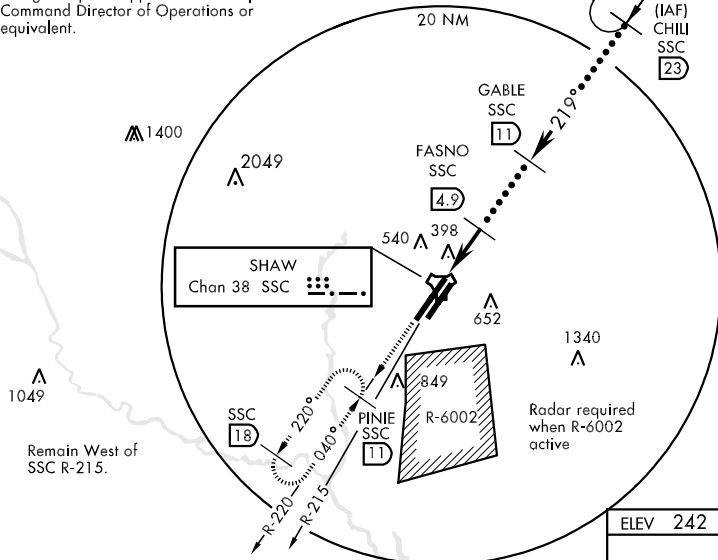 Command Director of Operations or
equivalent.
20 NM
(IAF)
CHILI
SSC
23
GABLE
SSC
11
219°
1400
2049
FASNO
SSC
4.9
540
398
SHAW
Chan 38 SSC
652
1340
1049
849
R-6002
Radar required
when R-6002
active
SSC
18
220°
040°
PINIE
SSC
11
Remain West of
SSC R-215.
R-220
R-215
ELEV 242